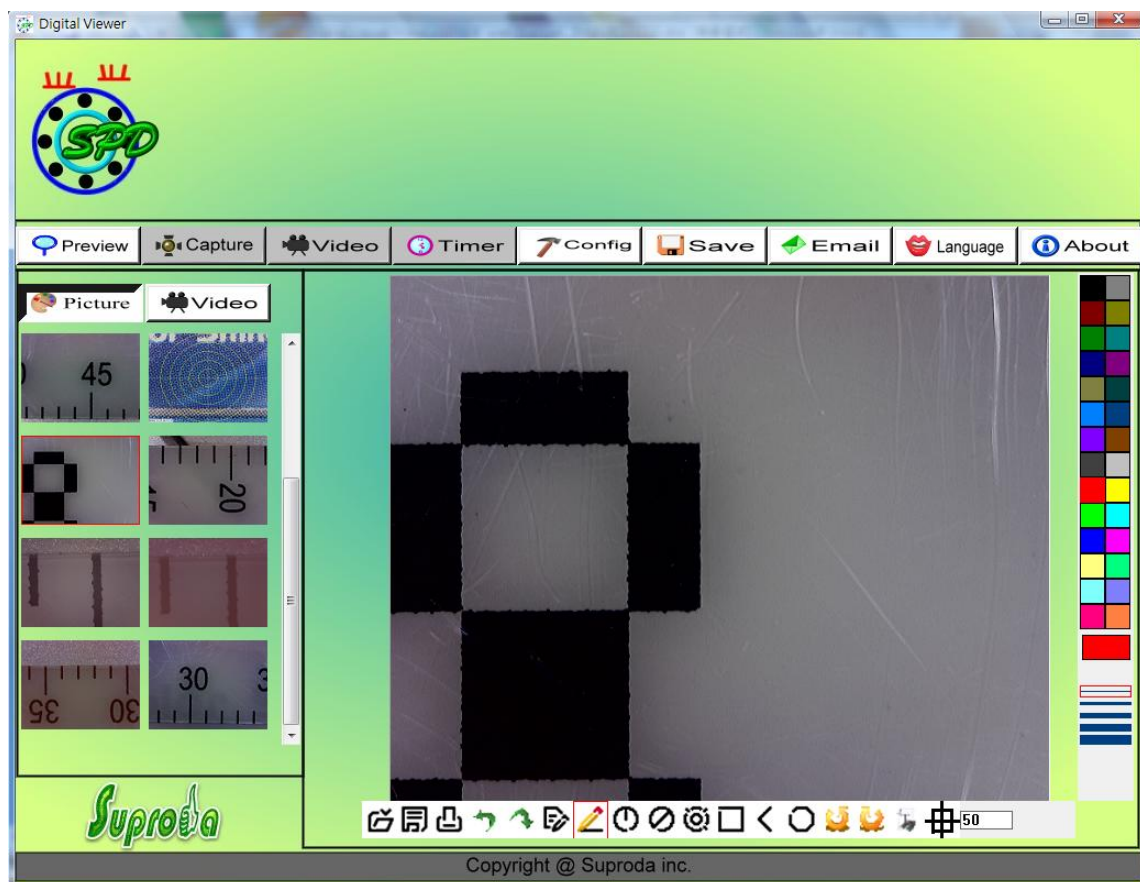 Digital Viewer
SPD
Preview
Capture
Video
Timer
Config
Save
Email
Language
About
Picture
Video
45
20
35
30
30
50
Suproda
Copyright @ Suproda inc.